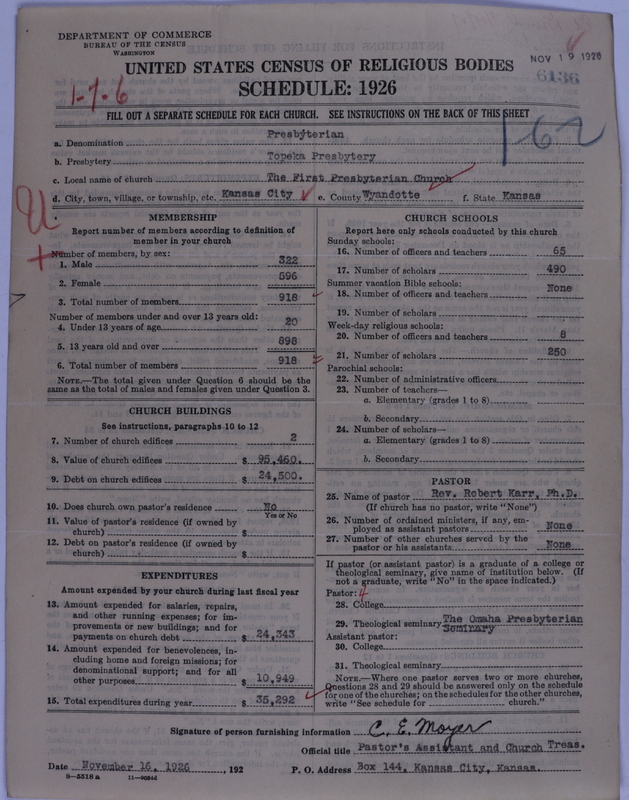 DEPARTMENT OF COMMERCE
BUREAU OF THE CENSUS
WASHINGTON
NOV 19 1926
6136
UNITED STATES CENSUS OF RELIGIOUS BODIES
SCHEDULE: 1926
1-7-6
FILL OUT A SEPARATE SCHEDULE FOR EACH CHURCH. SEE INSTRUCTIONS ON THE BACK OF THIS SHEET
1-62
a. Denomination Presbyterian
b. Presbytery Topeka Presbytery
c. Local name of church The First Presbyterian Church
d. City, town, village, or township, etc. Kansas City e. County Wyandotte f. State Kansas
MEMBERSHIP
Report number of members according to definition of
member in your church
Number of members, by sex:
1. Male 322
2. Female 596
3. Total number of members 918
Number of members under and over 13 years old:
4. Under 13 years of age 20
5. 13 years old and over 898
6. Total number of members 918
NOTE.—The total given under Question 6 should be the
same as the total of males and females given under Question 3.
CHURCH BUILDINGS
See instructions, paragraphs 10 to 12
7. Number of church edifices 2
8. Value of church edifices $ 95,460.
9. Debt on church edifices $ 24,500.
10. Does church own pastor's residence No
Yes or No
11. Value of pastor's residence (if owned by
church) $
12. Debt on pastor's residence (if owned by
church) $
EXPENDITURES
Amount expended by your church during last fiscal year
13. Amount expended for salaries, repairs,
and other running expenses; for im-
provements or new buildings; and for
payments on church debt $ 24,343
14. Amount expended for benevolences, in-
cluding home and foreign missions; for
denominational support; and for all
other purposes $ 10,949
15. Total expenditures during year $ 35,292
CHURCH SCHOOLS
Report here only schools conducted by this church
Sunday schools:
16. Number of officers and teachers 65
17. Number of scholars 490
Summer vacation Bible schools:
18. Number of officers and teachers None
19. Number of scholars
Week-day religious schools:
20. Number of officers and teachers 8
21. Number of scholars 250
Parochial schools:
22. Number of administrative officers
23. Number of teachers—
a. Elementary (grades 1 to 8)
b. Secondary
24. Number of scholars—
a. Elementary (grades 1 to 8)
b. Secondary
PASTOR
25. Name of pastor Rev. Robert Karr, Ph.D.
(If church has no pastor, write "None")
26. Number of ordained ministers, if any, em-
ployed as assistant pastors None
27. Number of other churches served by the
pastor or his assistants None
If pastor (or assistant pastor) is a graduate of a college or
theological seminary, give name of institution below. (If
not a graduate, write "No" in the space indicated.)
Pastor: 4
28. College
29. Theological seminary The Omaha Presbyterian
Seminary
Assistant pastor:
30. College
31. Theological seminary
NOTE.—Where one pastor serves two or more churches,
Questions 28 and 29 should be answered only on the schedule
for one of the churches; on the schedules for the other churches,
write "See schedule for church."
Signature of person furnishing information C. E. Moyer
Official title Pastor's Assistant and Church Treas.
Date November 16, 1926, 192
P. O. Address Box 144, Kansas City, Kansas.
8-5518 a